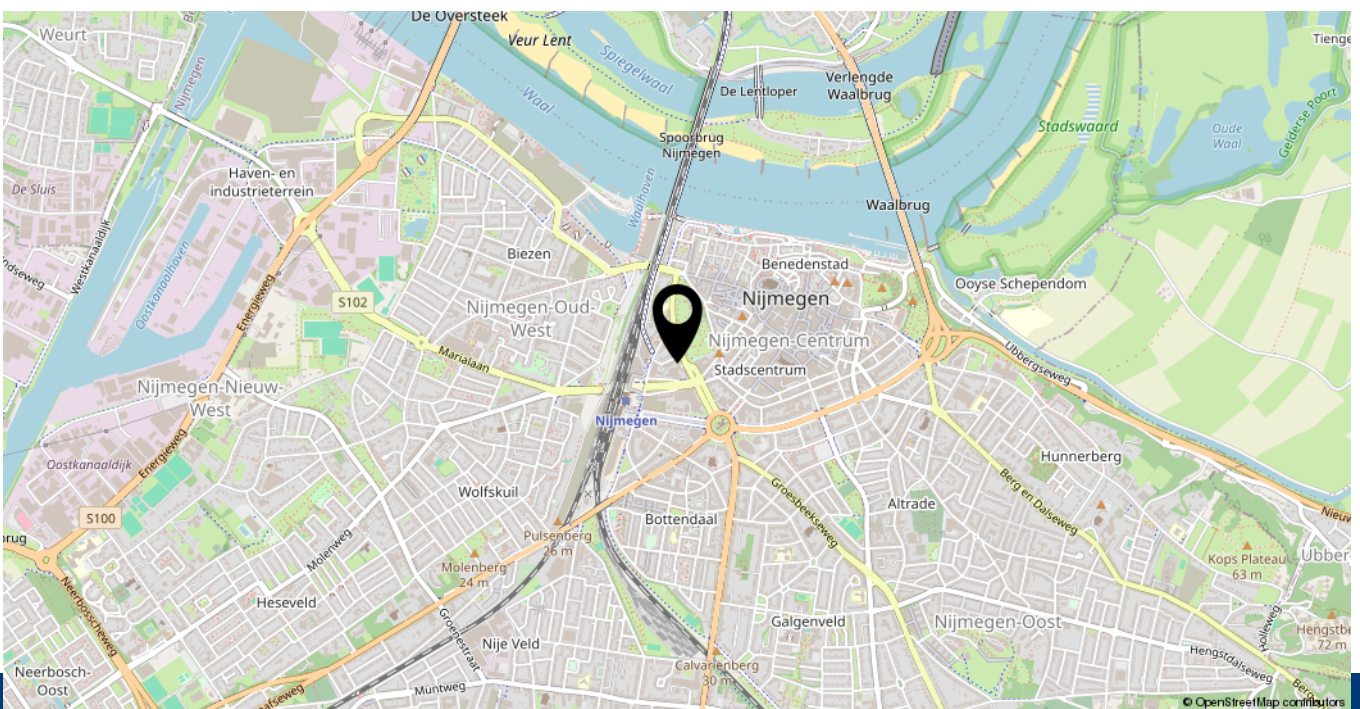 De Oversteek
Weurt
Veur Lent
Spiegelwaal
Nijmegen
Waal
De Lentloper
Verlengde
Waalbrug
Stadswaard
Oude
Waal
Gelderse Poort
Spoorbrug
Nijmegen
Haven- en
industrieterrein
De Sluis
Waalhaven
Waalbrug
Westkanaaldijk
Oostkanaalhaven
Energieweg
Biezen
Benedenstad
Ooyse Schependom
S102
Nijmegen-Oud-
West
Nijmegen
Nijmegen-Centrum
Marialaan
Stadscentrum
Ubbergseweg
Nijmegen-Nieuw-
West
Nijmegen
Energieweg
Oostkanaaldijk
Hunnerberg
Wolfskuil
Groesbeekseweg
Altrade
Berg en Dalseweg
S100
Bottendaal
Molenweg
Pulsenberg
26 m
Kops Plateau
63 m
Molenberg
24 m
Heseveld
Neerbosscheweg
Groenestraat
Galgenveld
Nijmegen-Oost
Holleweg
72 m
Nije Veld
Calvarienberg
30 m
Hengstdalseweg
Neerbosch-
Oost
Muntweg
© OpenStreetMap contributors